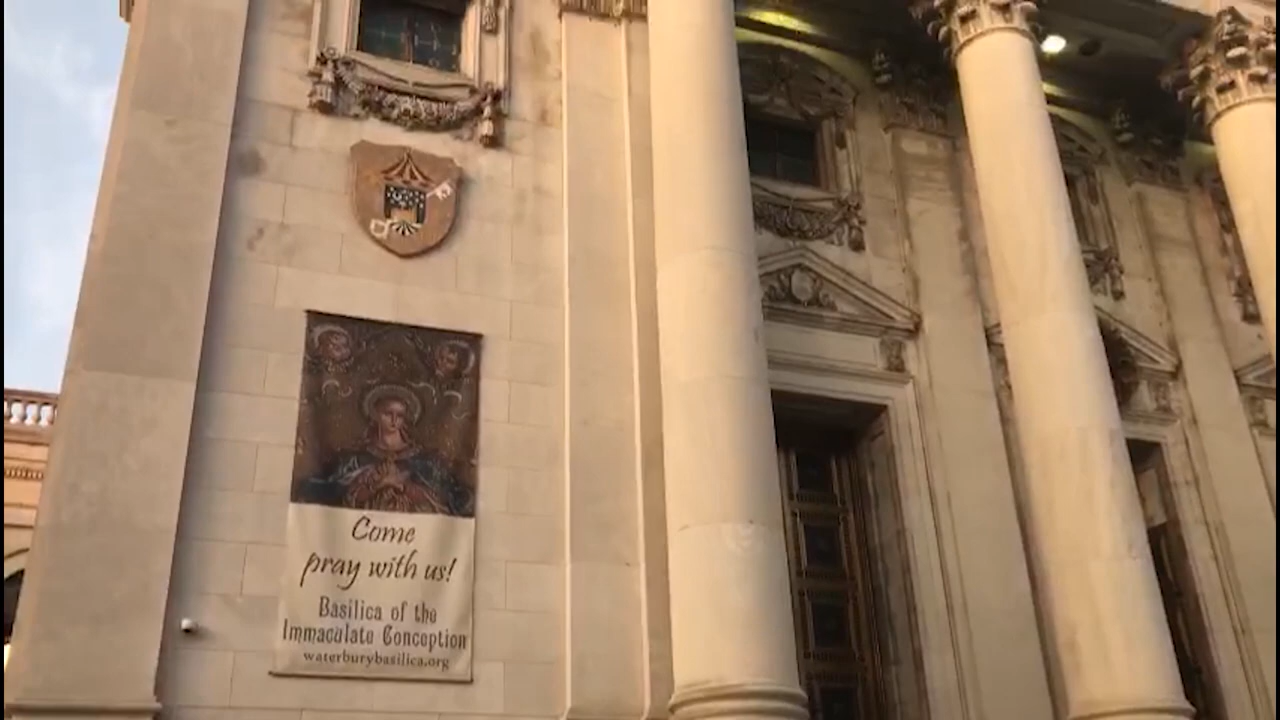 Come
pray with us!
Basilica of the
Immaculate Conception
waterburybasilica.org